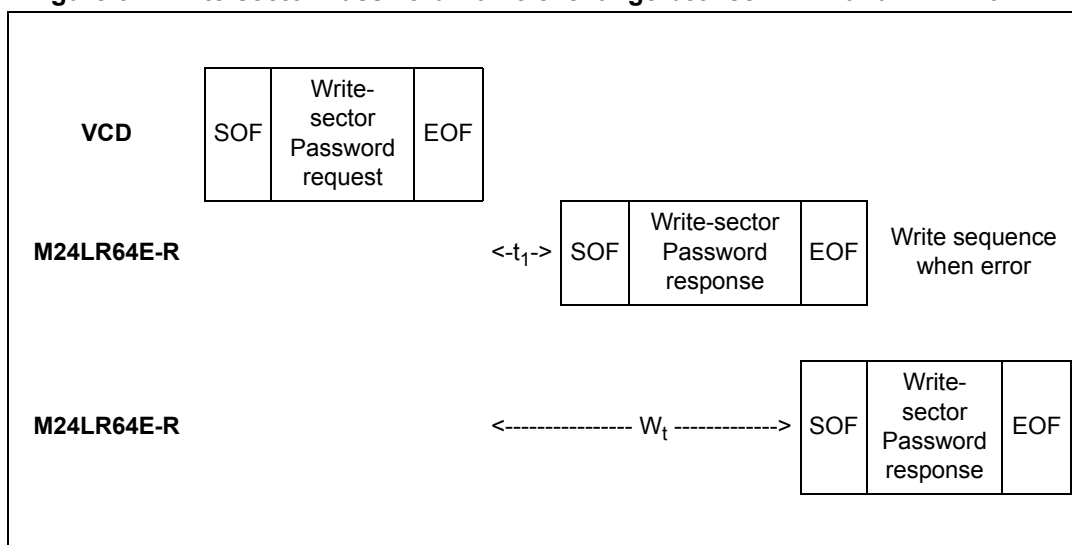 VCD
SOF
Write-
sector
Password
request
EOF
M24LR64E-R
<-t₁->
SOF
Write-sector
Password
response
EOF
Write sequence
when error
M24LR64E-R
<---------------- Wₜ ------------->
SOF
Write-
sector
Password
response
EOF